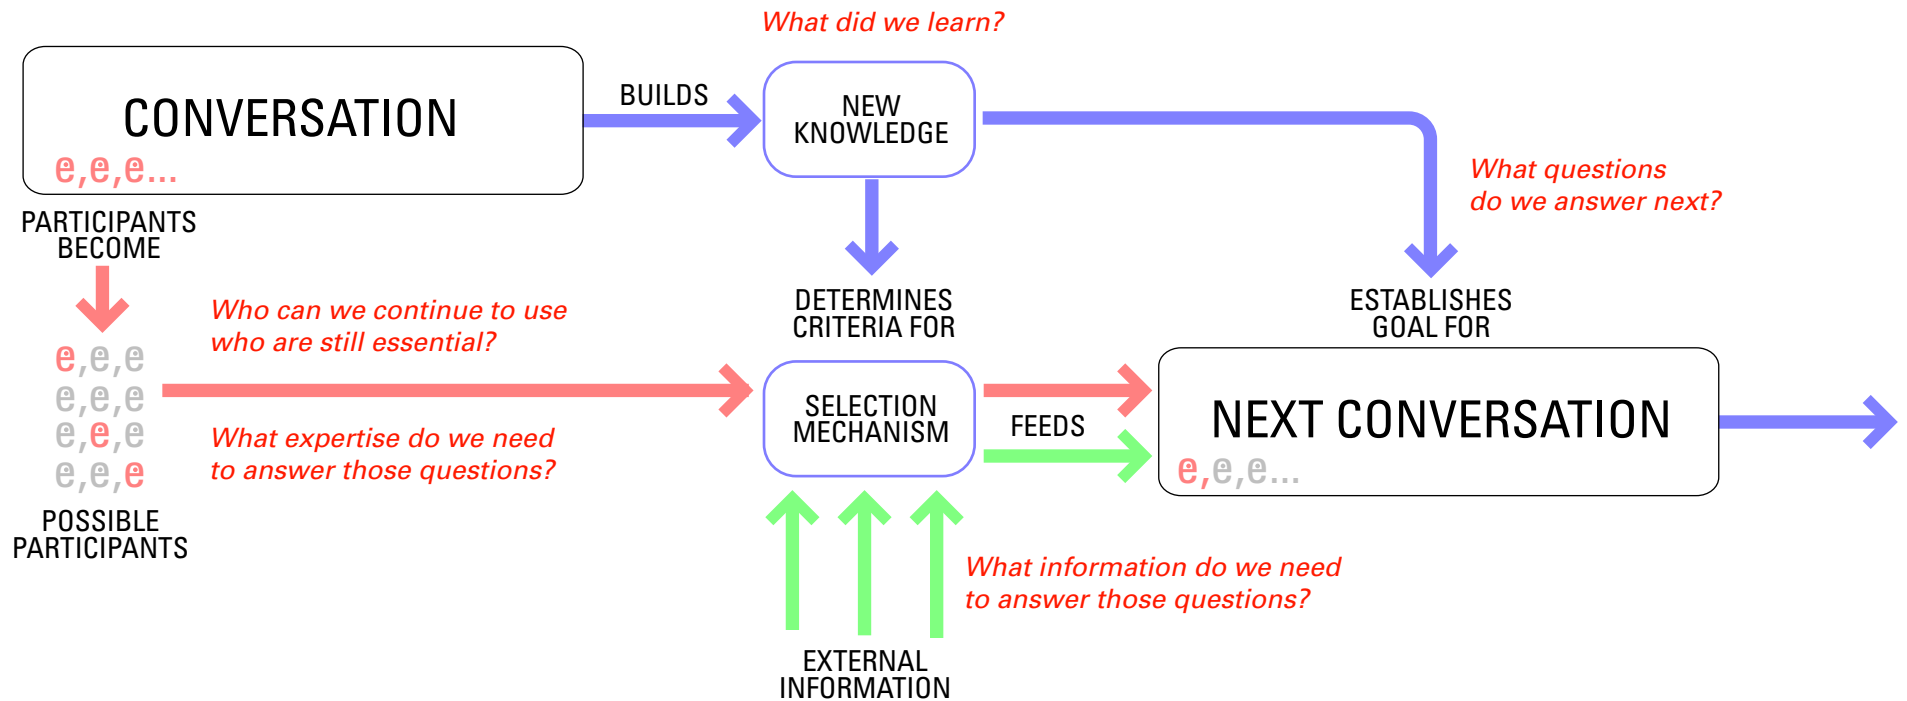 What did we learn?
CONVERSATION
e,e,e...
BUILDS
NEW
KNOWLEDGE
What questions
do we answer next?
PARTICIPANTS
BECOME
Who can we continue to use
who are still essential?
DETERMINES
CRITERIA FOR
ESTABLISHES
GOAL FOR
e,e,e
e,e,e
e,e,e
e,e,e
What expertise do we need
to answer those questions?
SELECTION
MECHANISM
FEEDS
NEXT CONVERSATION
e,e,e...
POSSIBLE
PARTICIPANTS
What information do we need
to answer those questions?
EXTERNAL
INFORMATION